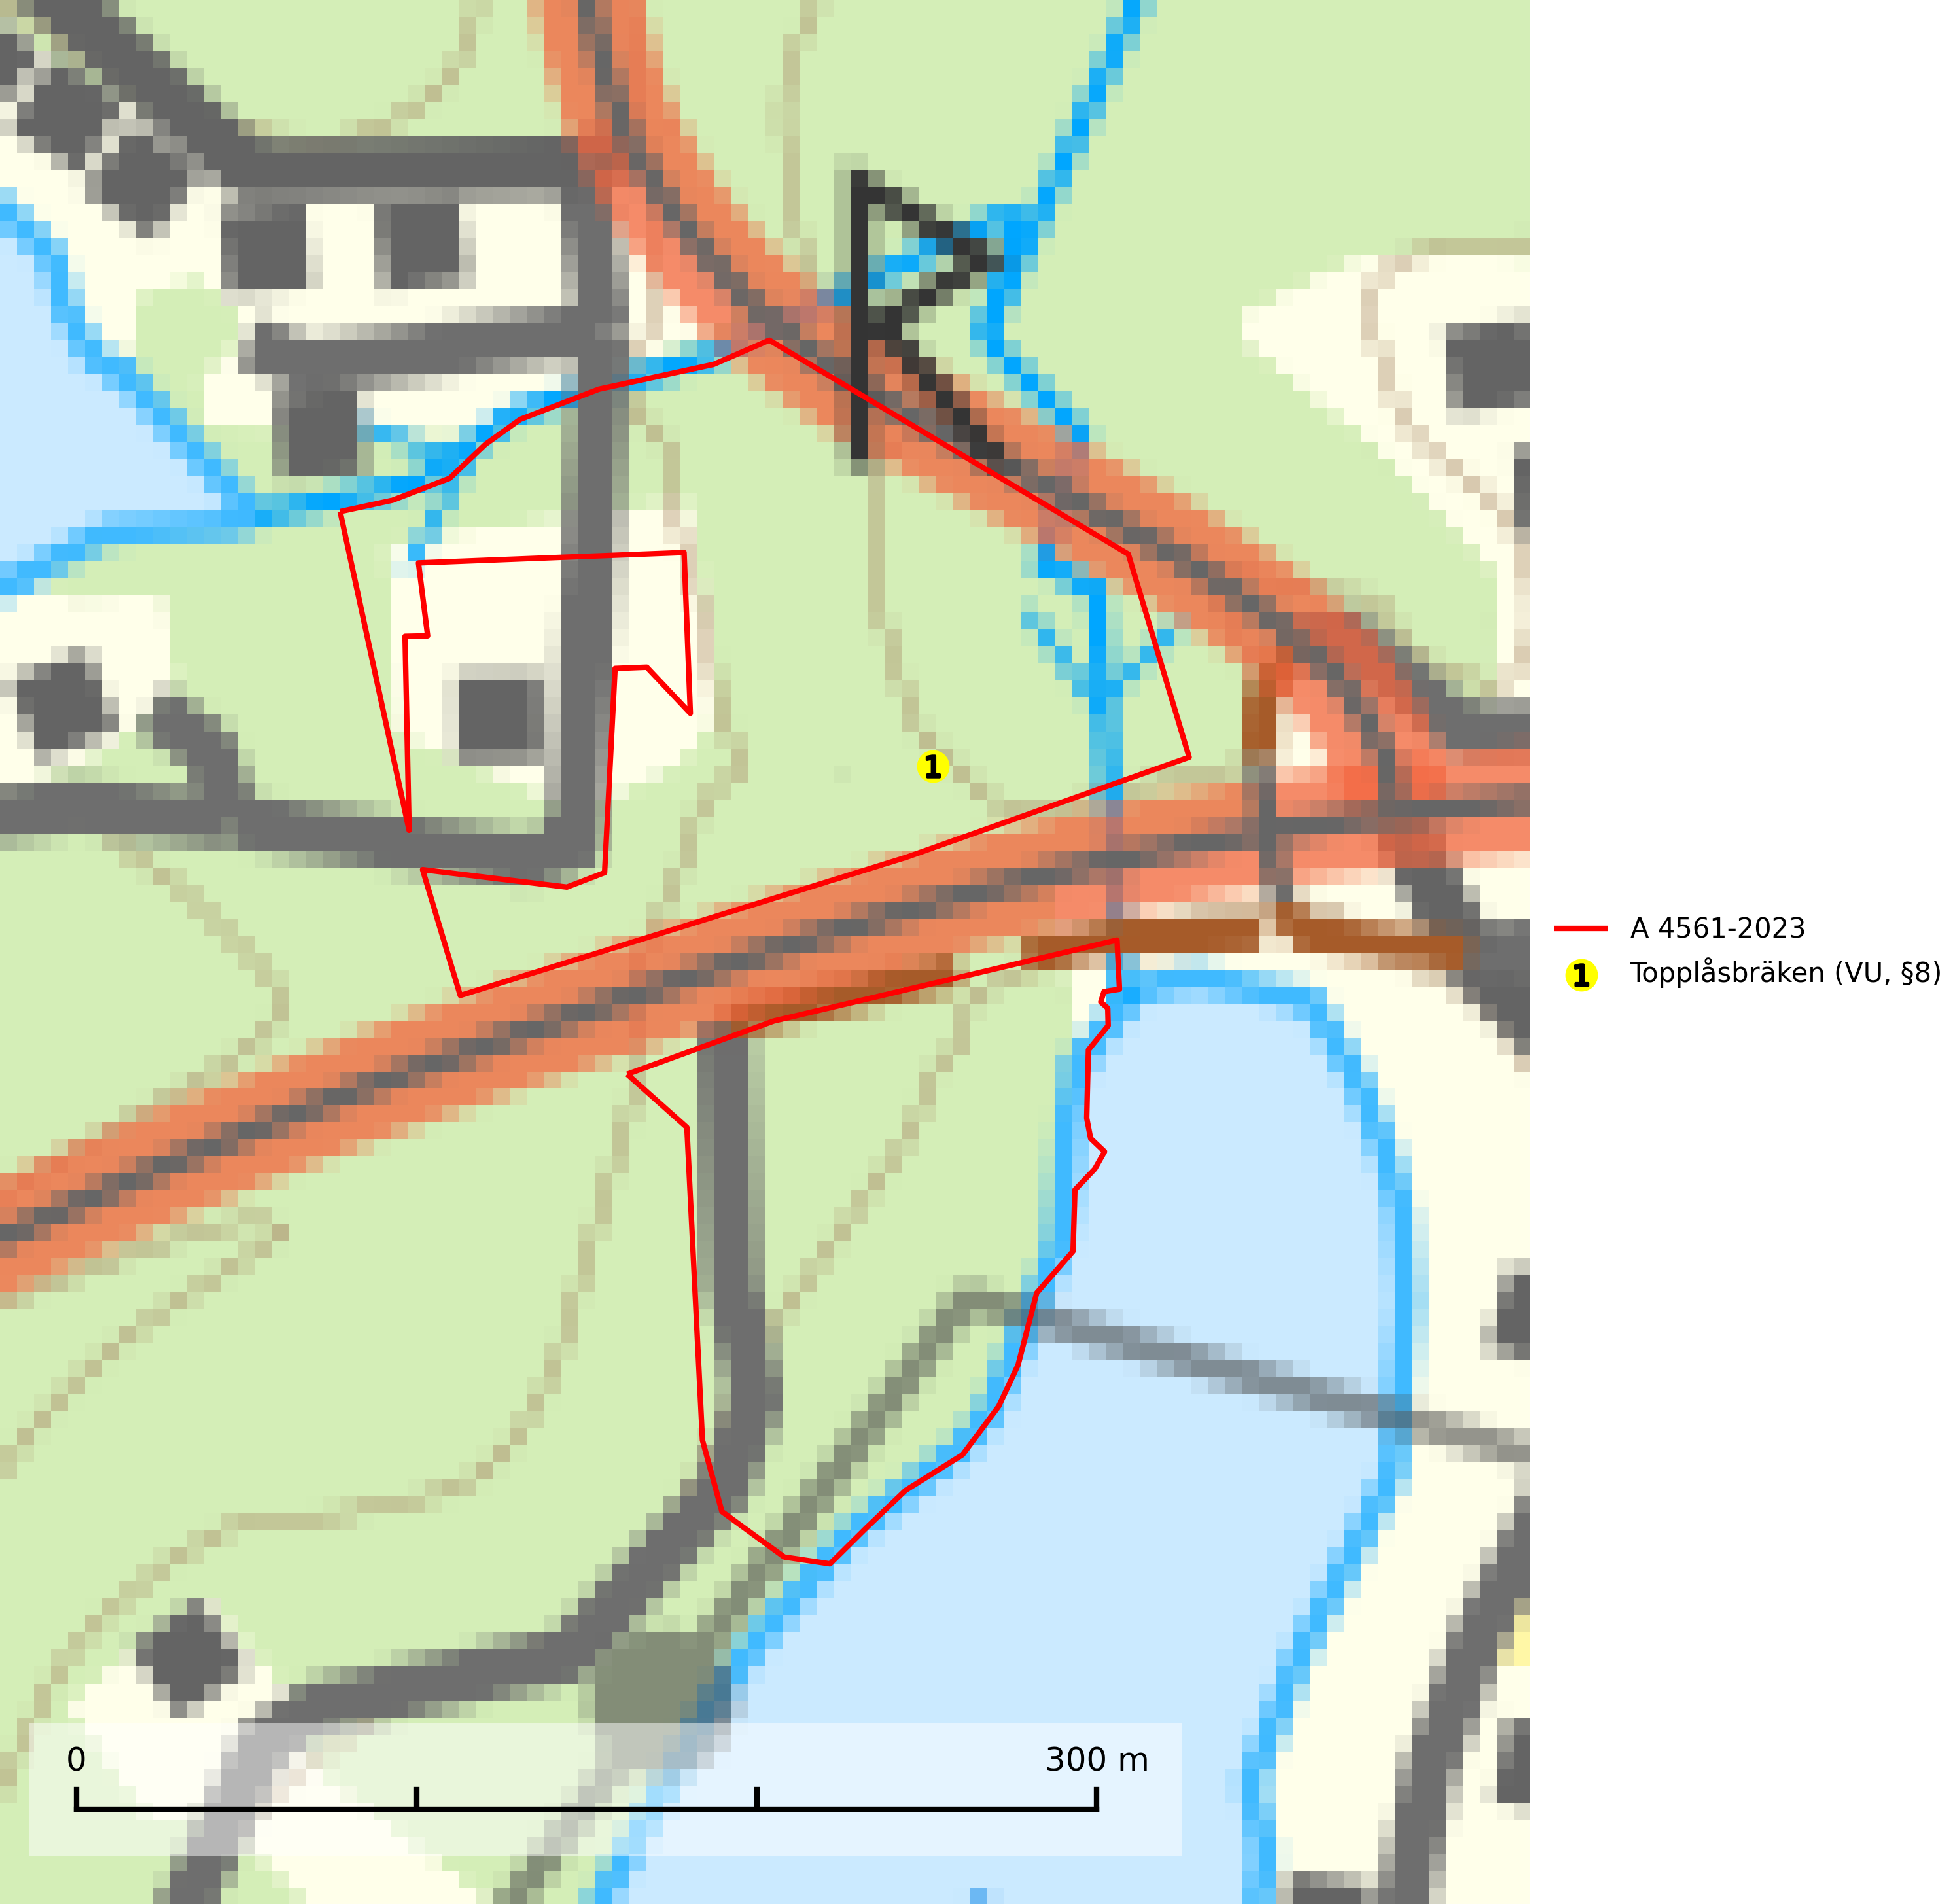 1
A 4561-2023
1 Topplåsbräken (VU, §8)
0 300 m